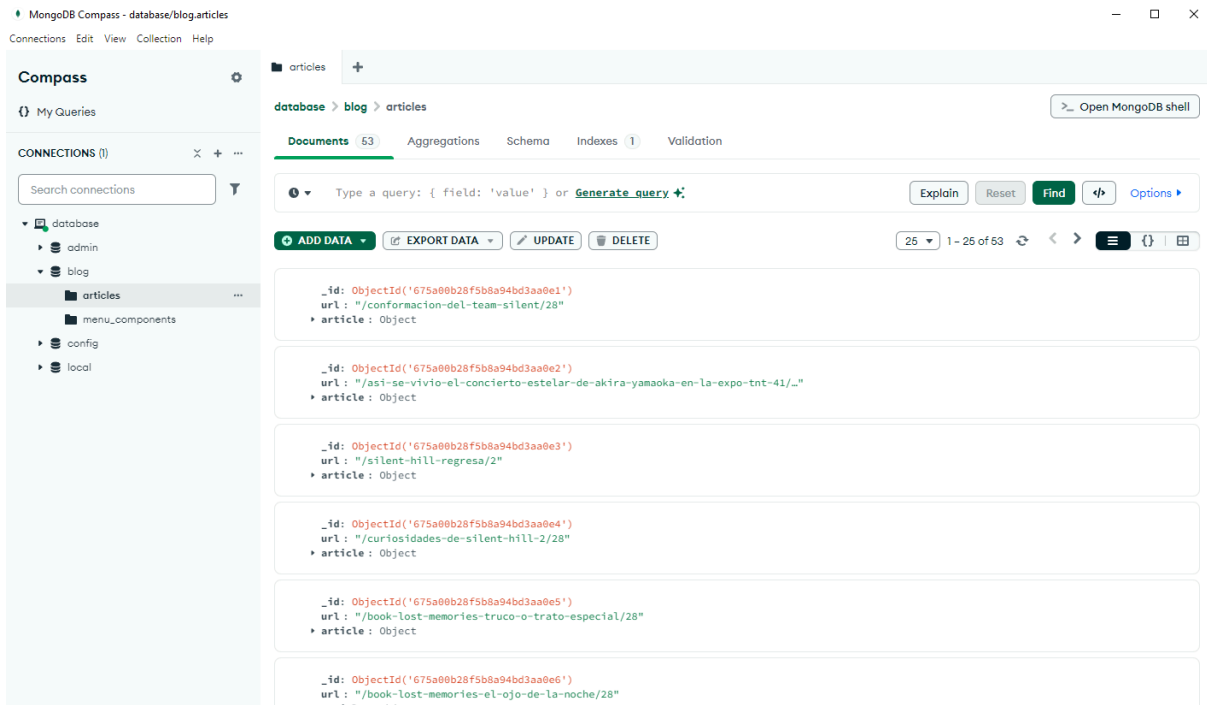 MongoDB Compass - database/blog.articles
Connections Edit View Collection Help
Compass
{} My Queries
CONNECTIONS (1)
Search connections
database
admin
blog
articles
menu_components
config
local
articles
database > blog > articles
>_ Open MongoDB shell
Documents 53 Aggregations Schema Indexes 1 Validation
Type a query: { field: 'value' } or Generate query
Explain Reset Find </> Options
ADD DATA EXPORT DATA UPDATE DELETE
25 1 – 25 of 53 {}
_id: ObjectId('675a00b28f5b8a94bd3aa0e1')
url : "/conformacion-del-team-silent/28"
article : Object
_id: ObjectId('675a00b28f5b8a94bd3aa0e2')
url : "/asi-se-vivio-el-concierto-estelar-de-akira-yamaoka-en-la-expo-tnt-41/…"
article : Object
_id: ObjectId('675a00b28f5b8a94bd3aa0e3')
url : "/silent-hill-regresa/2"
article : Object
_id: ObjectId('675a00b28f5b8a94bd3aa0e4')
url : "/curiosidades-de-silent-hill-2/28"
article : Object
_id: ObjectId('675a00b28f5b8a94bd3aa0e5')
url : "/book-lost-memories-truco-o-trato-especial/28"
article : Object
_id: ObjectId('675a00b28f5b8a94bd3aa0e6')
url : "/book-lost-memories-el-ojo-de-la-noche/28"